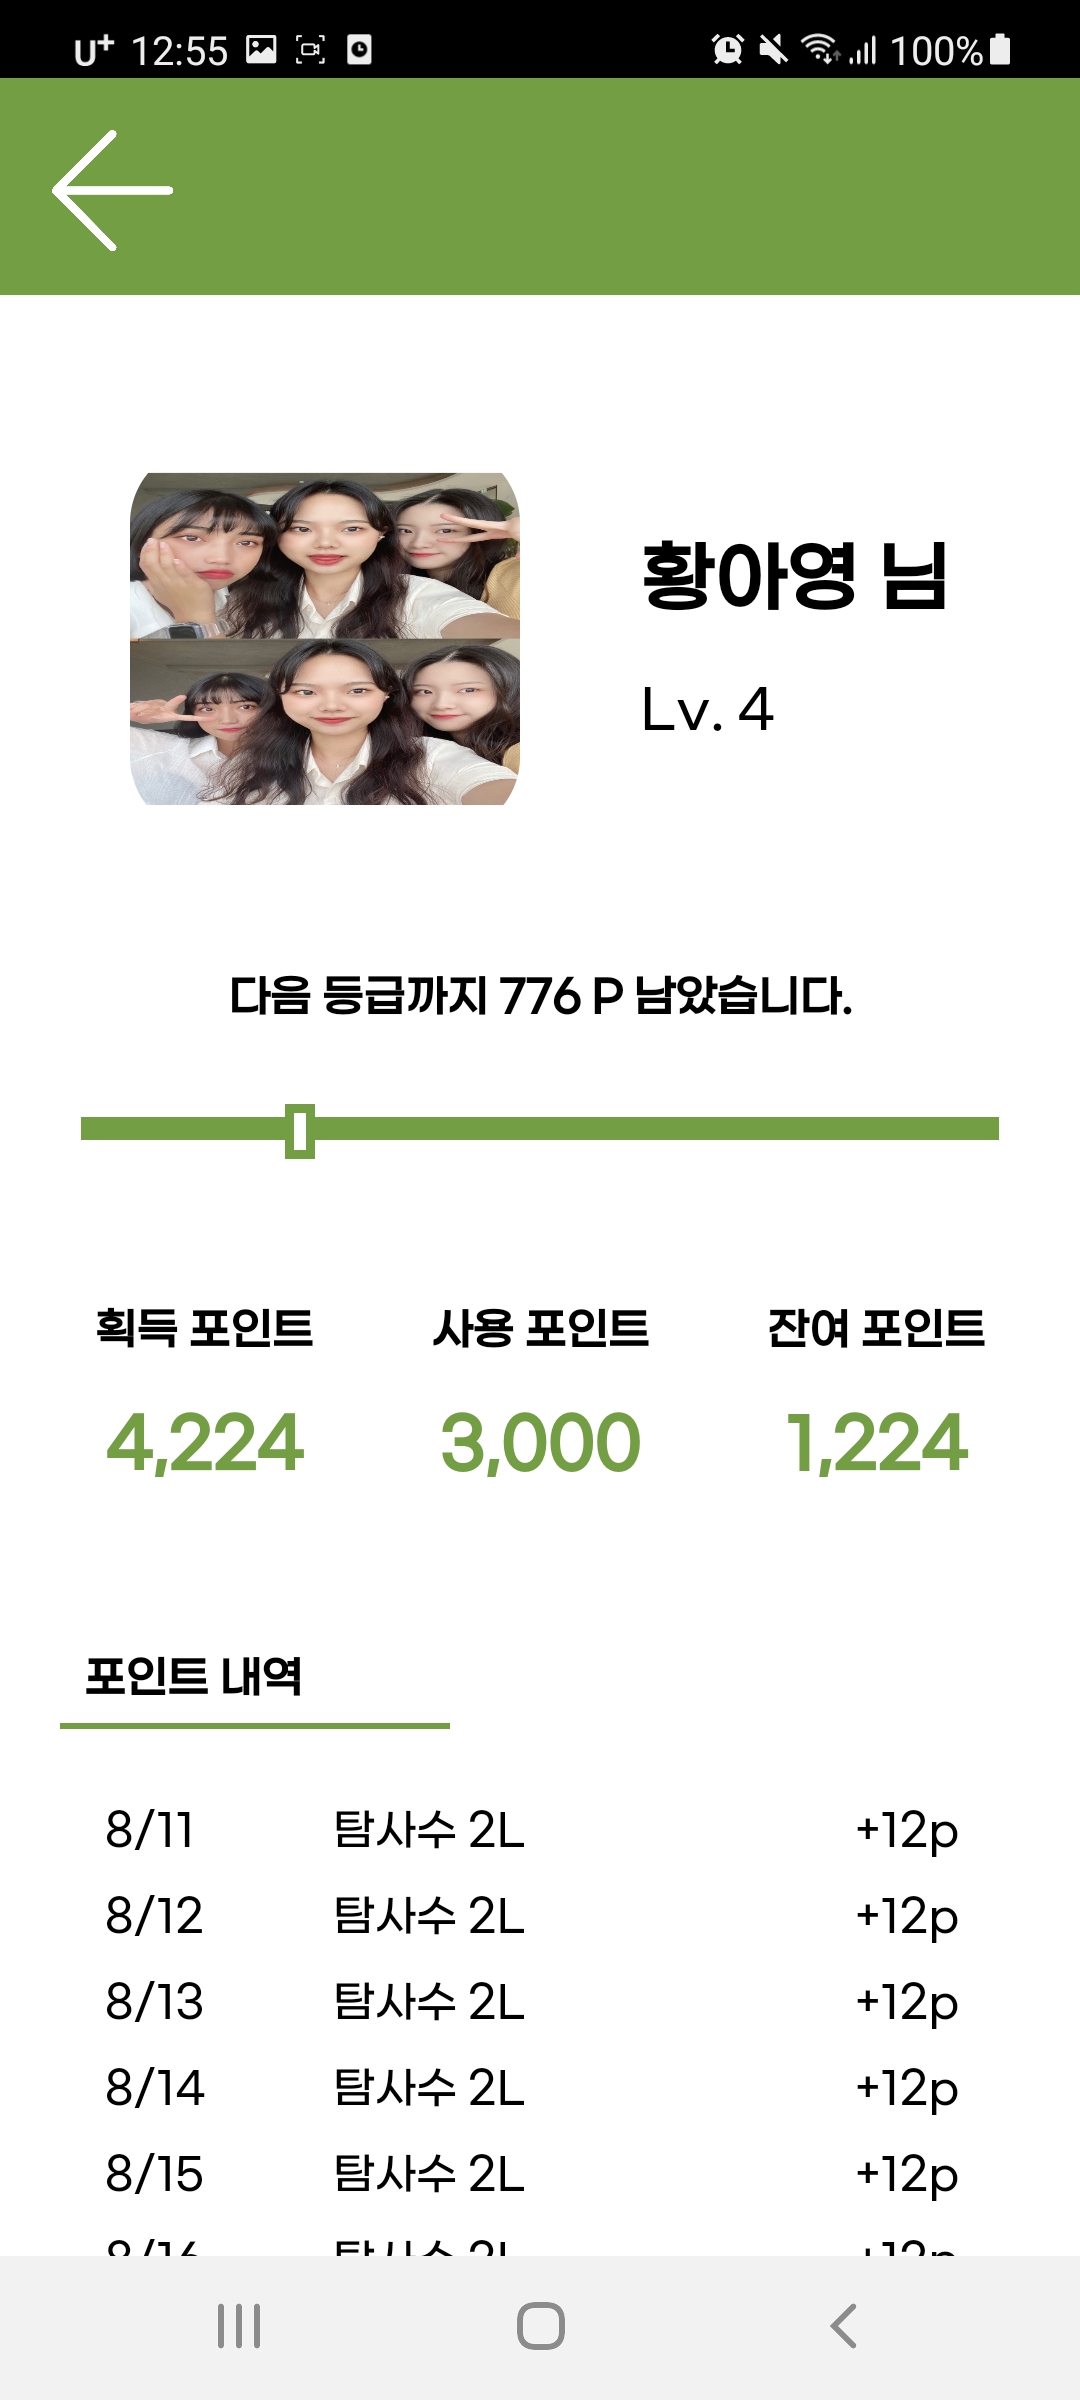 U+ 12:55 100%
황아영 님
Lv. 4
다음 등급까지 776 P 남았습니다.
획득 포인트 사용 포인트 잔여 포인트
4,224 3,000 1,224
포인트 내역
8/11 탐사수 2L +12p
8/12 탐사수 2L +12p
8/13 탐사수 2L +12p
8/14 탐사수 2L +12p
8/15 탐사수 2L +12p